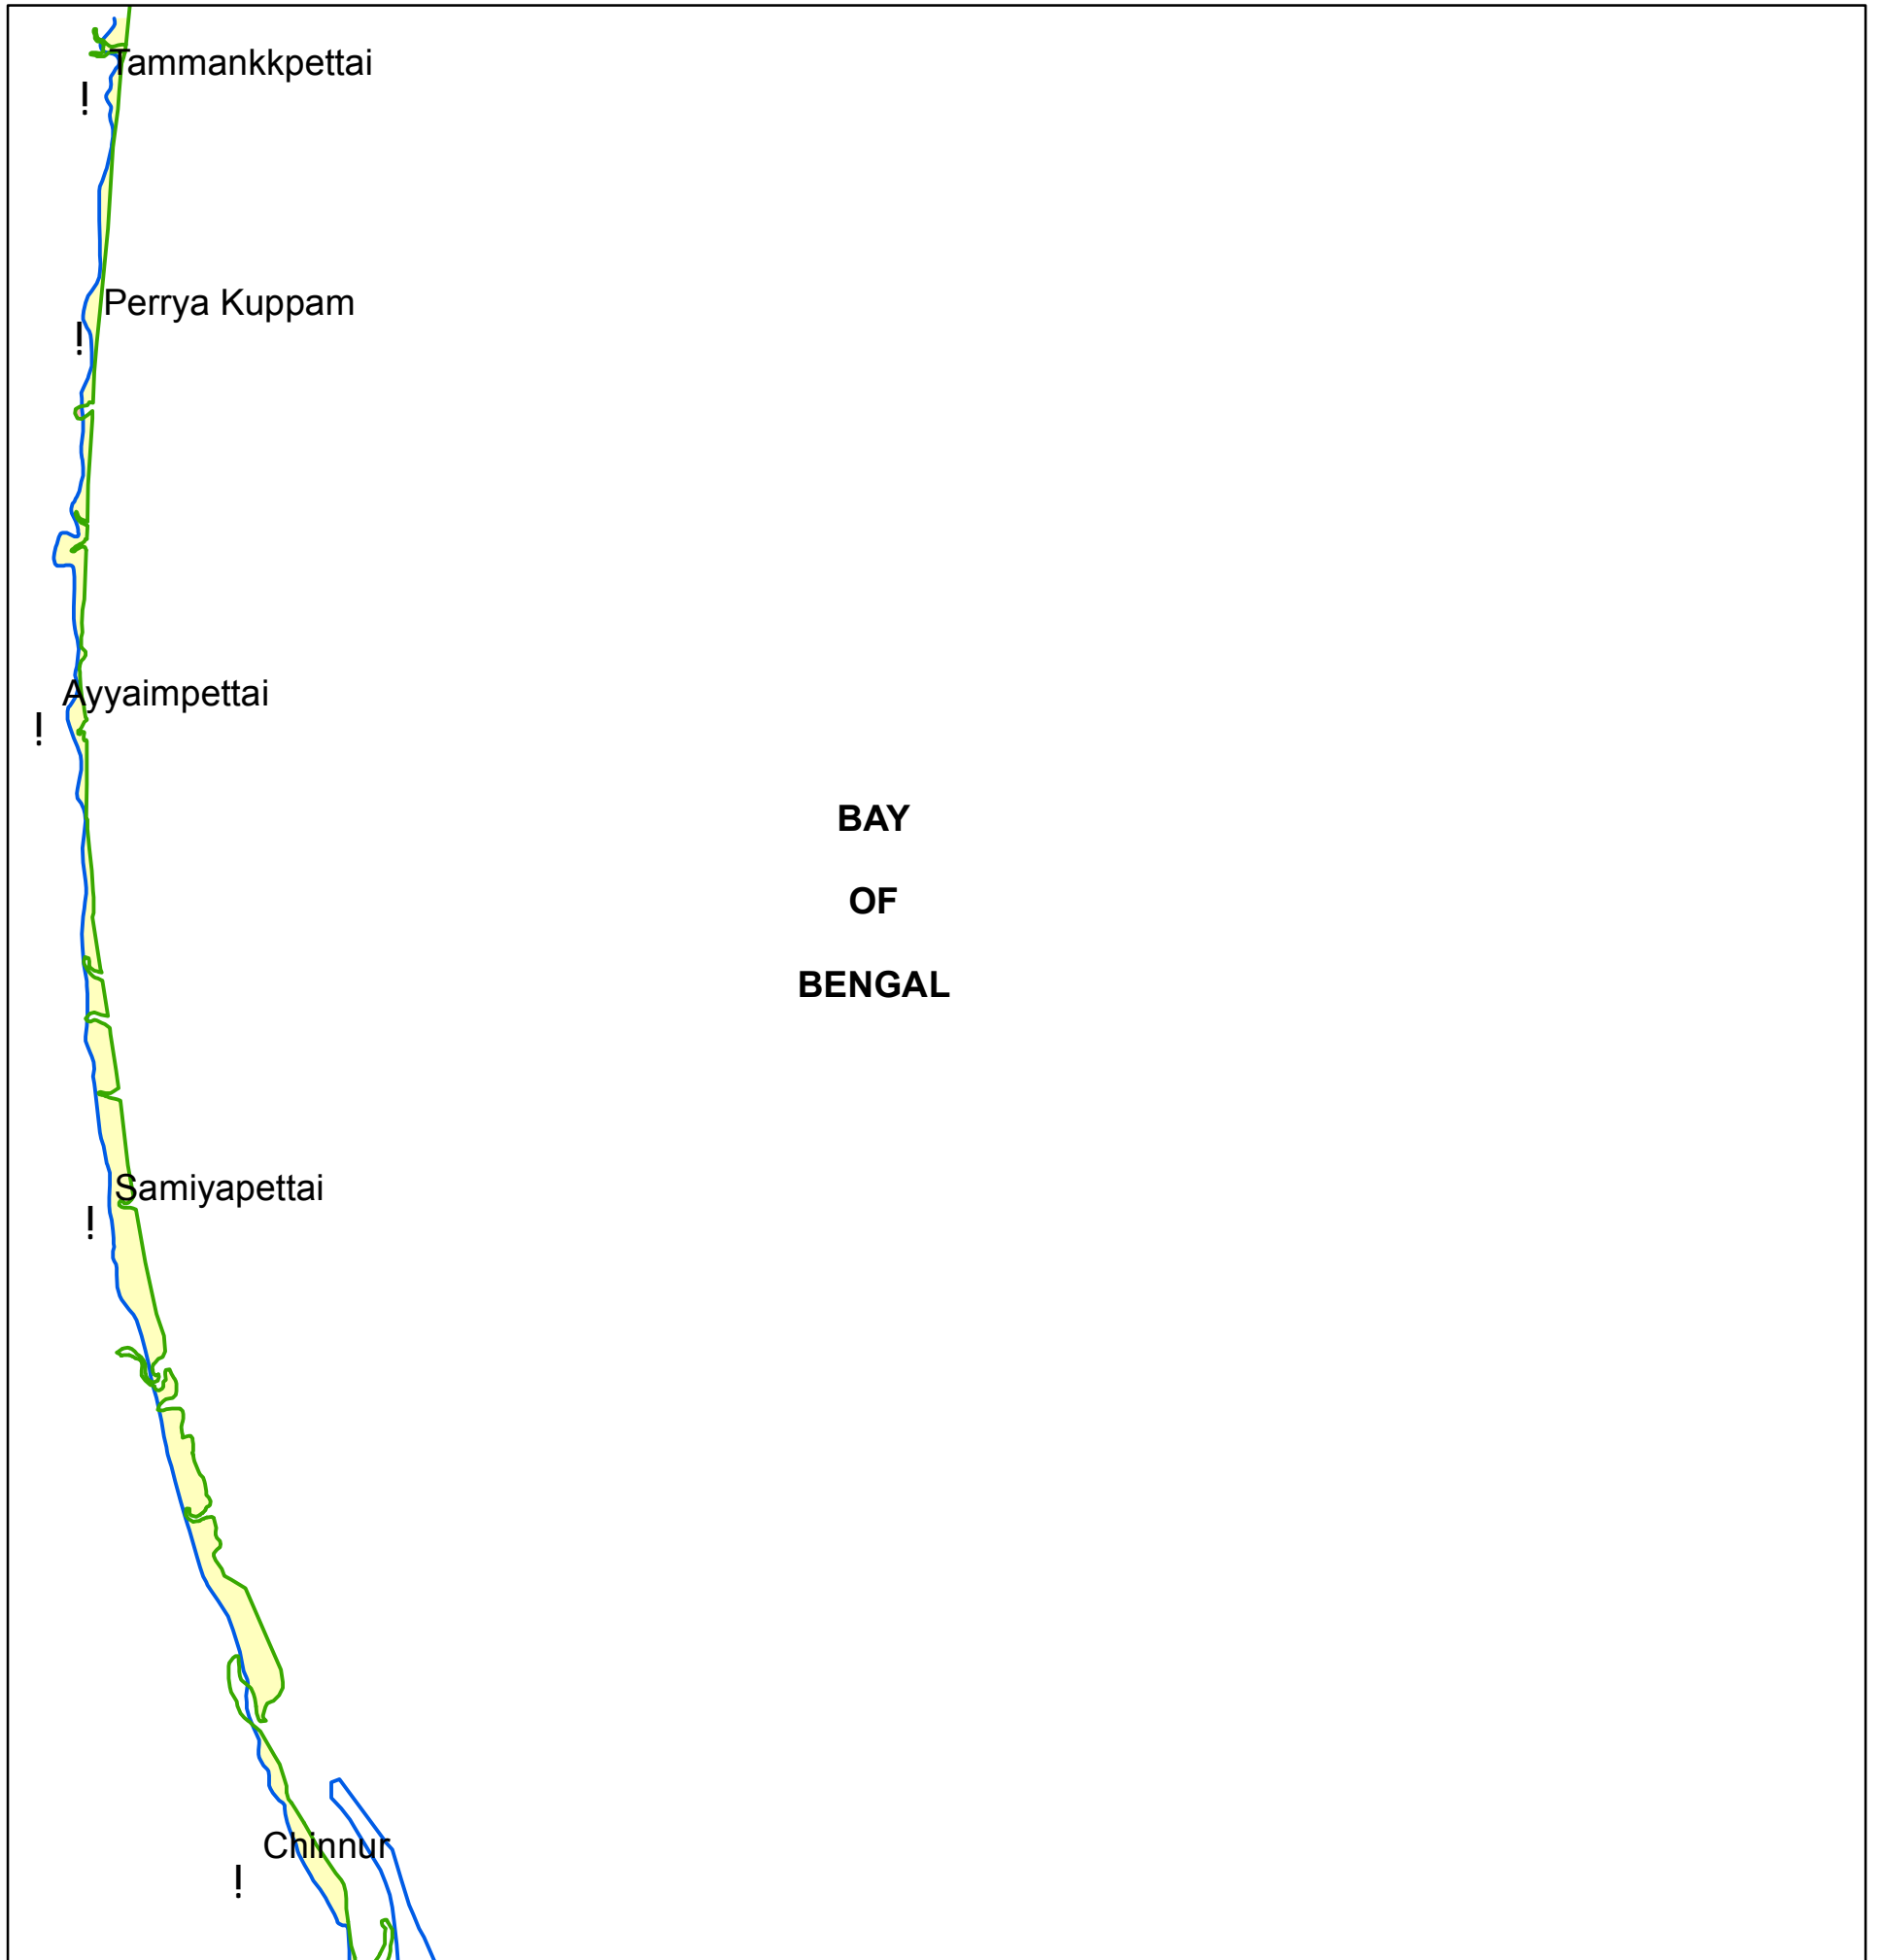 Tammankkpettai
!
Perrya Kuppam
!
Ayyaimpettai
!
BAY
OF
BENGAL
Samiyapettai
!
Chinnur
!